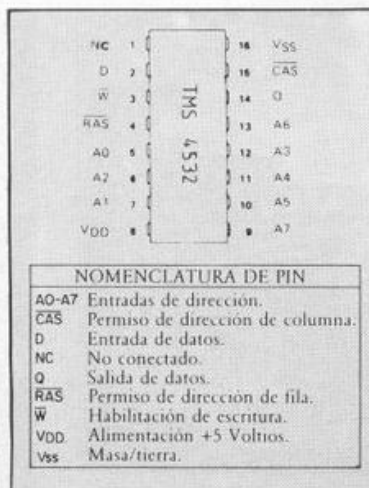 NC 1 16 VSS
D 2 15 CAS
W 3 14 Q
RAS 4 13 A6
A0 5 12 A3
A2 6 11 A4
A1 7 10 A5
VDD 8 9 A7
TMS 4532
NOMENCLATURA DE PIN
AO-A7 Entradas de dirección.
CAS Permiso de dirección de columna.
D Entrada de datos.
NC No conectado.
Q Salida de datos.
RAS Permiso de dirección de fila.
W Habilitación de escritura.
VDD. Alimentación +5 Voltios.
Vss Masa/tierra.